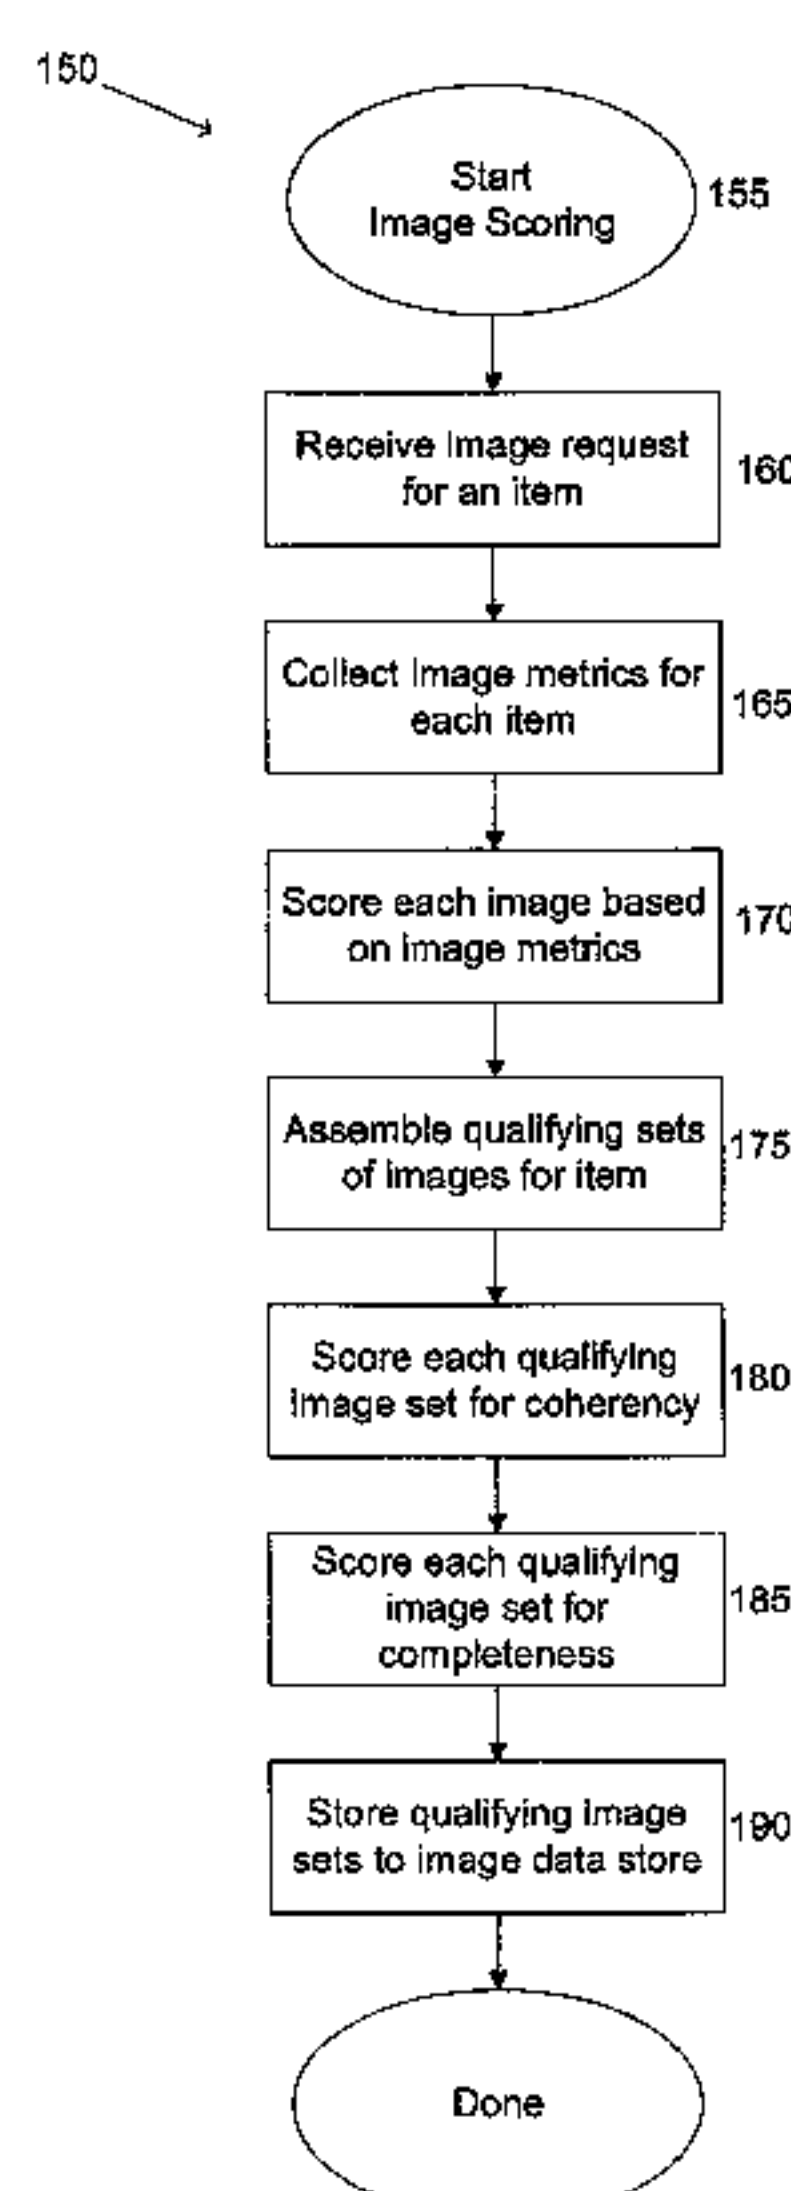 150
Start
Image Scoring
155
Receive Image request
for an item
160
Collect Image metrics for
each item
165
Score each image based
on Image metrics
170
Assemble qualifying sets
of Images for item
175
Score each qualifying
Image set for coherency
180
Score each qualifying
image set for
completeness
185
Store qualifying Image
sets to image data store
190
Done